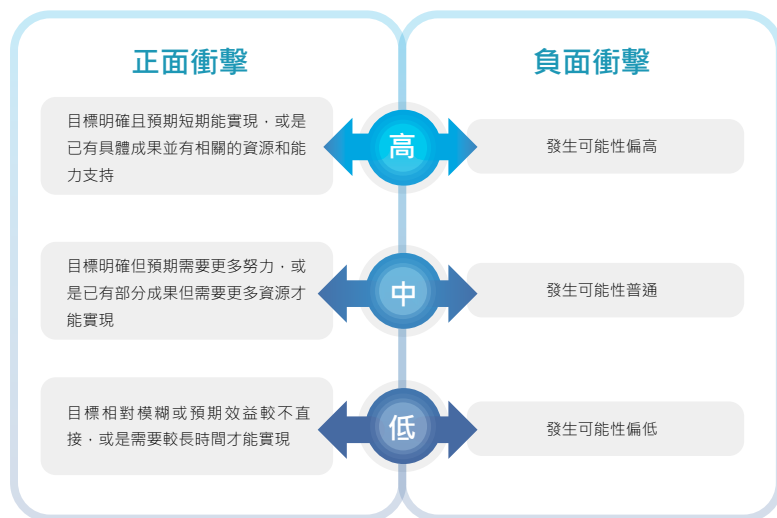 正面衝擊
負面衝擊
目標明確且預期短期能實現，或是
已有具體成果並有相關的資源和能
力支持
高
發生可能性偏高
目標明確但預期需要更多努力，或
是已有部分成果但需要更多資源才
能實現
中
發生可能性普通
目標相對模糊或預期效益較不直
接，或是需要較長時間才能實現
低
發生可能性偏低